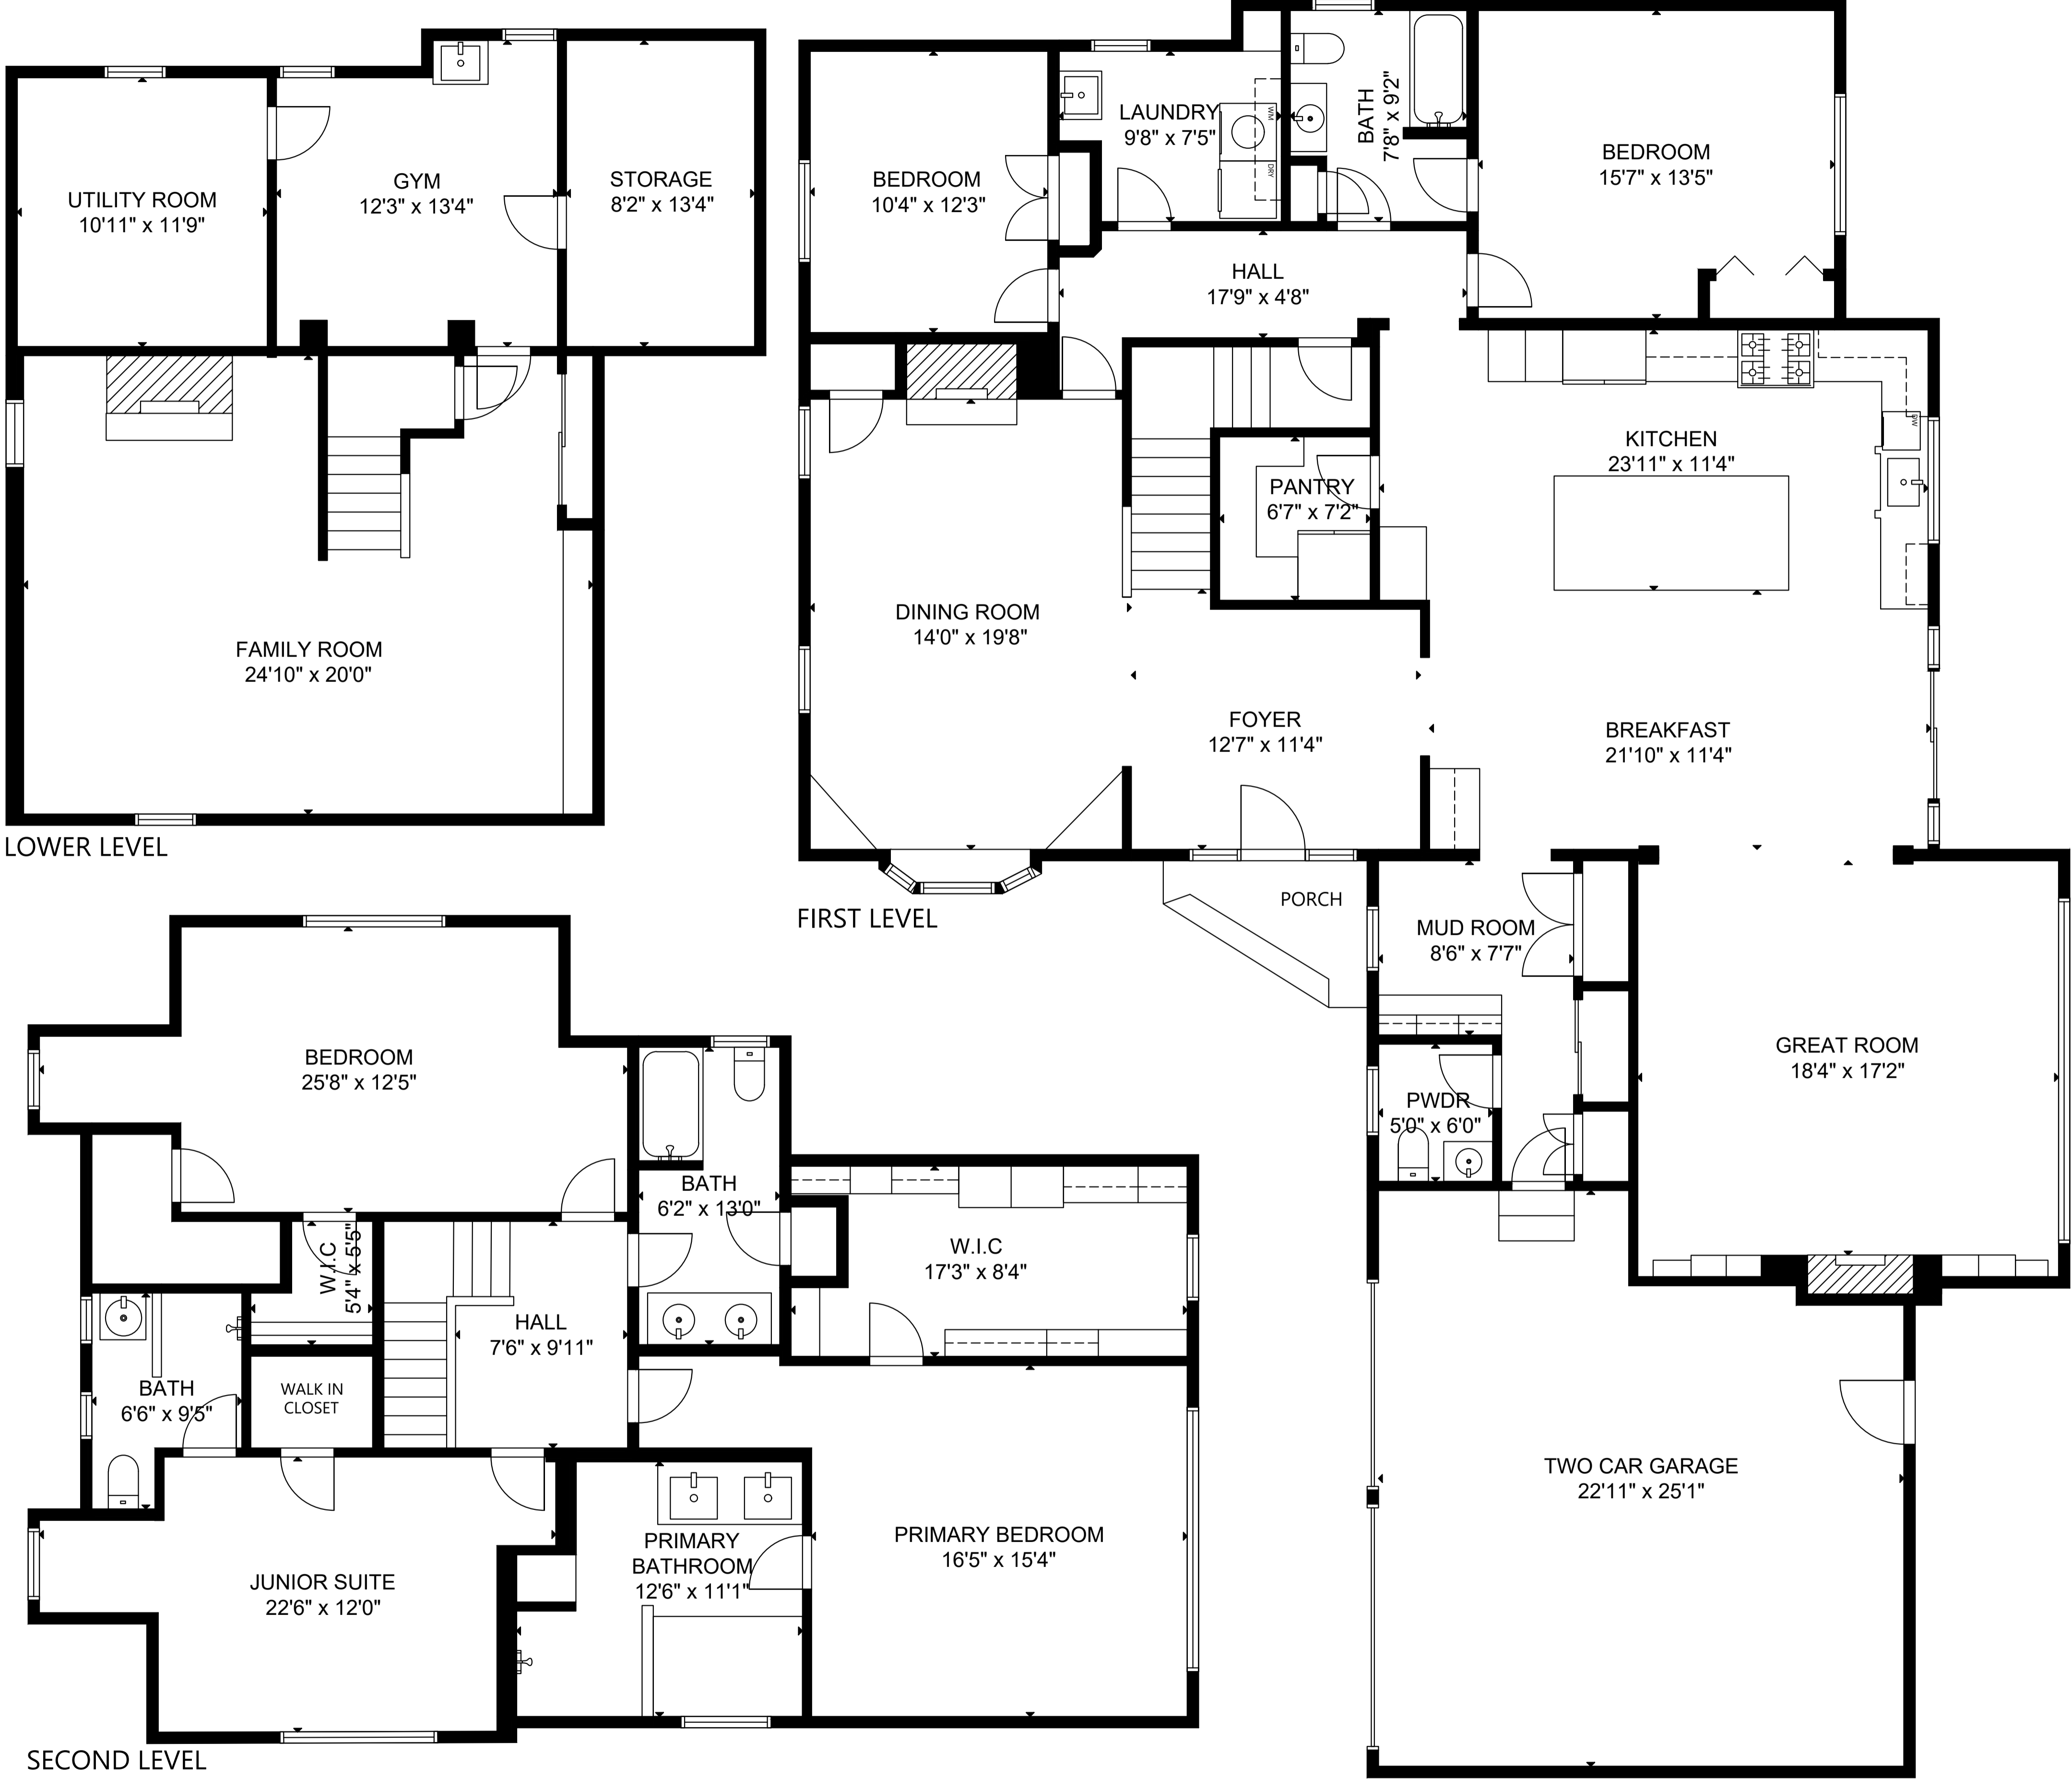 UTILITY ROOM
10'11" x 11'9"
GYM
12'3" x 13'4"
STORAGE
8'2" x 13'4"
FAMILY ROOM
24'10" x 20'0"
LOWER LEVEL
BEDROOM
10'4" x 12'3"
LAUNDRY
9'8" x 7'5"
WM
DRY
BATH
7'8" x 9'2"
BEDROOM
15'7" x 13'5"
HALL
17'9" x 4'8"
KITCHEN
23'11" x 11'4"
DW
PANTRY
6'7" x 7'2"
DINING ROOM
14'0" x 19'8"
FOYER
12'7" x 11'4"
BREAKFAST
21'10" x 11'4"
PORCH
FIRST LEVEL
MUD ROOM
8'6" x 7'7"
GREAT ROOM
18'4" x 17'2"
PWDR
5'0" x 6'0"
TWO CAR GARAGE
22'11" x 25'1"
BEDROOM
25'8" x 12'5"
BATH
6'2" x 13'0"
W.I.C
17'3" x 8'4"
W.I.C
5'4" x 5'5"
HALL
7'6" x 9'11"
BATH
6'6" x 9'5"
WALK IN
CLOSET
PRIMARY
BATHROOM
12'6" x 11'1"
PRIMARY BEDROOM
16'5" x 15'4"
JUNIOR SUITE
22'6" x 12'0"
SECOND LEVEL